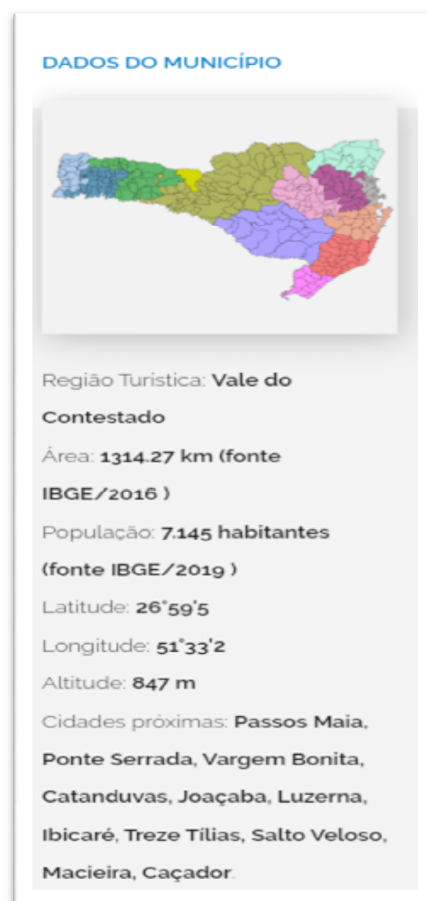 DADOS DO MUNICÍPIO
Região Turística: Vale do
Contestado
Área: 1314.27 km (fonte
IBGE/2016 )
População: 7.145 habitantes
(fonte IBGE/2019 )
Latitude: 26°59'5
Longitude: 51°33'2
Altitude: 847 m
Cidades próximas: Passos Maia,
Ponte Serrada, Vargem Bonita,
Catanduvas, Joaçaba, Luzerna,
Ibicaré, Treze Tílias, Salto Veloso,
Macieira, Caçador.